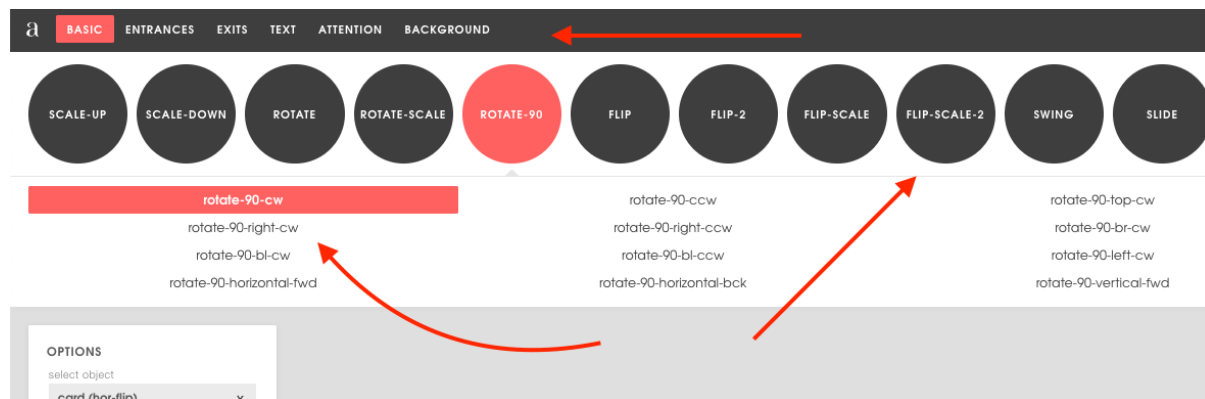 a BASIC ENTRANCES EXITS TEXT ATTENTION BACKGROUND
SCALE-UP SCALE-DOWN ROTATE ROTATE-SCALE ROTATE-90 FLIP FLIP-2 FLIP-SCALE FLIP-SCALE-2 SWING SLIDE
rotate-90-cw rotate-90-ccw rotate-90-top-cw
rotate-90-right-cw rotate-90-right-ccw rotate-90-br-cw
rotate-90-bl-cw rotate-90-bl-ccw rotate-90-left-cw
rotate-90-horizontal-fwd rotate-90-horizontal-bck rotate-90-vertical-fwd
OPTIONS
select object
card (hor-flip)